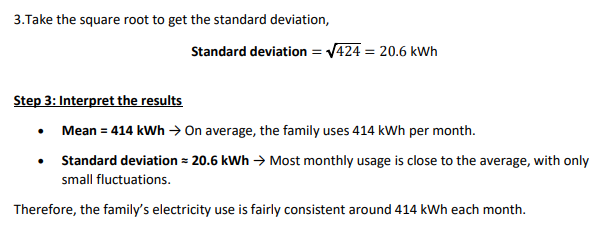 3.Take the square root to get the standard deviation,
Standard deviation = √424 = 20.6 kWh
Step 3: Interpret the results
• Mean = 414 kWh → On average, the family uses 414 kWh per month.
• Standard deviation ≈ 20.6 kWh → Most monthly usage is close to the average, with only
small fluctuations.
Therefore, the family’s electricity use is fairly consistent around 414 kWh each month.